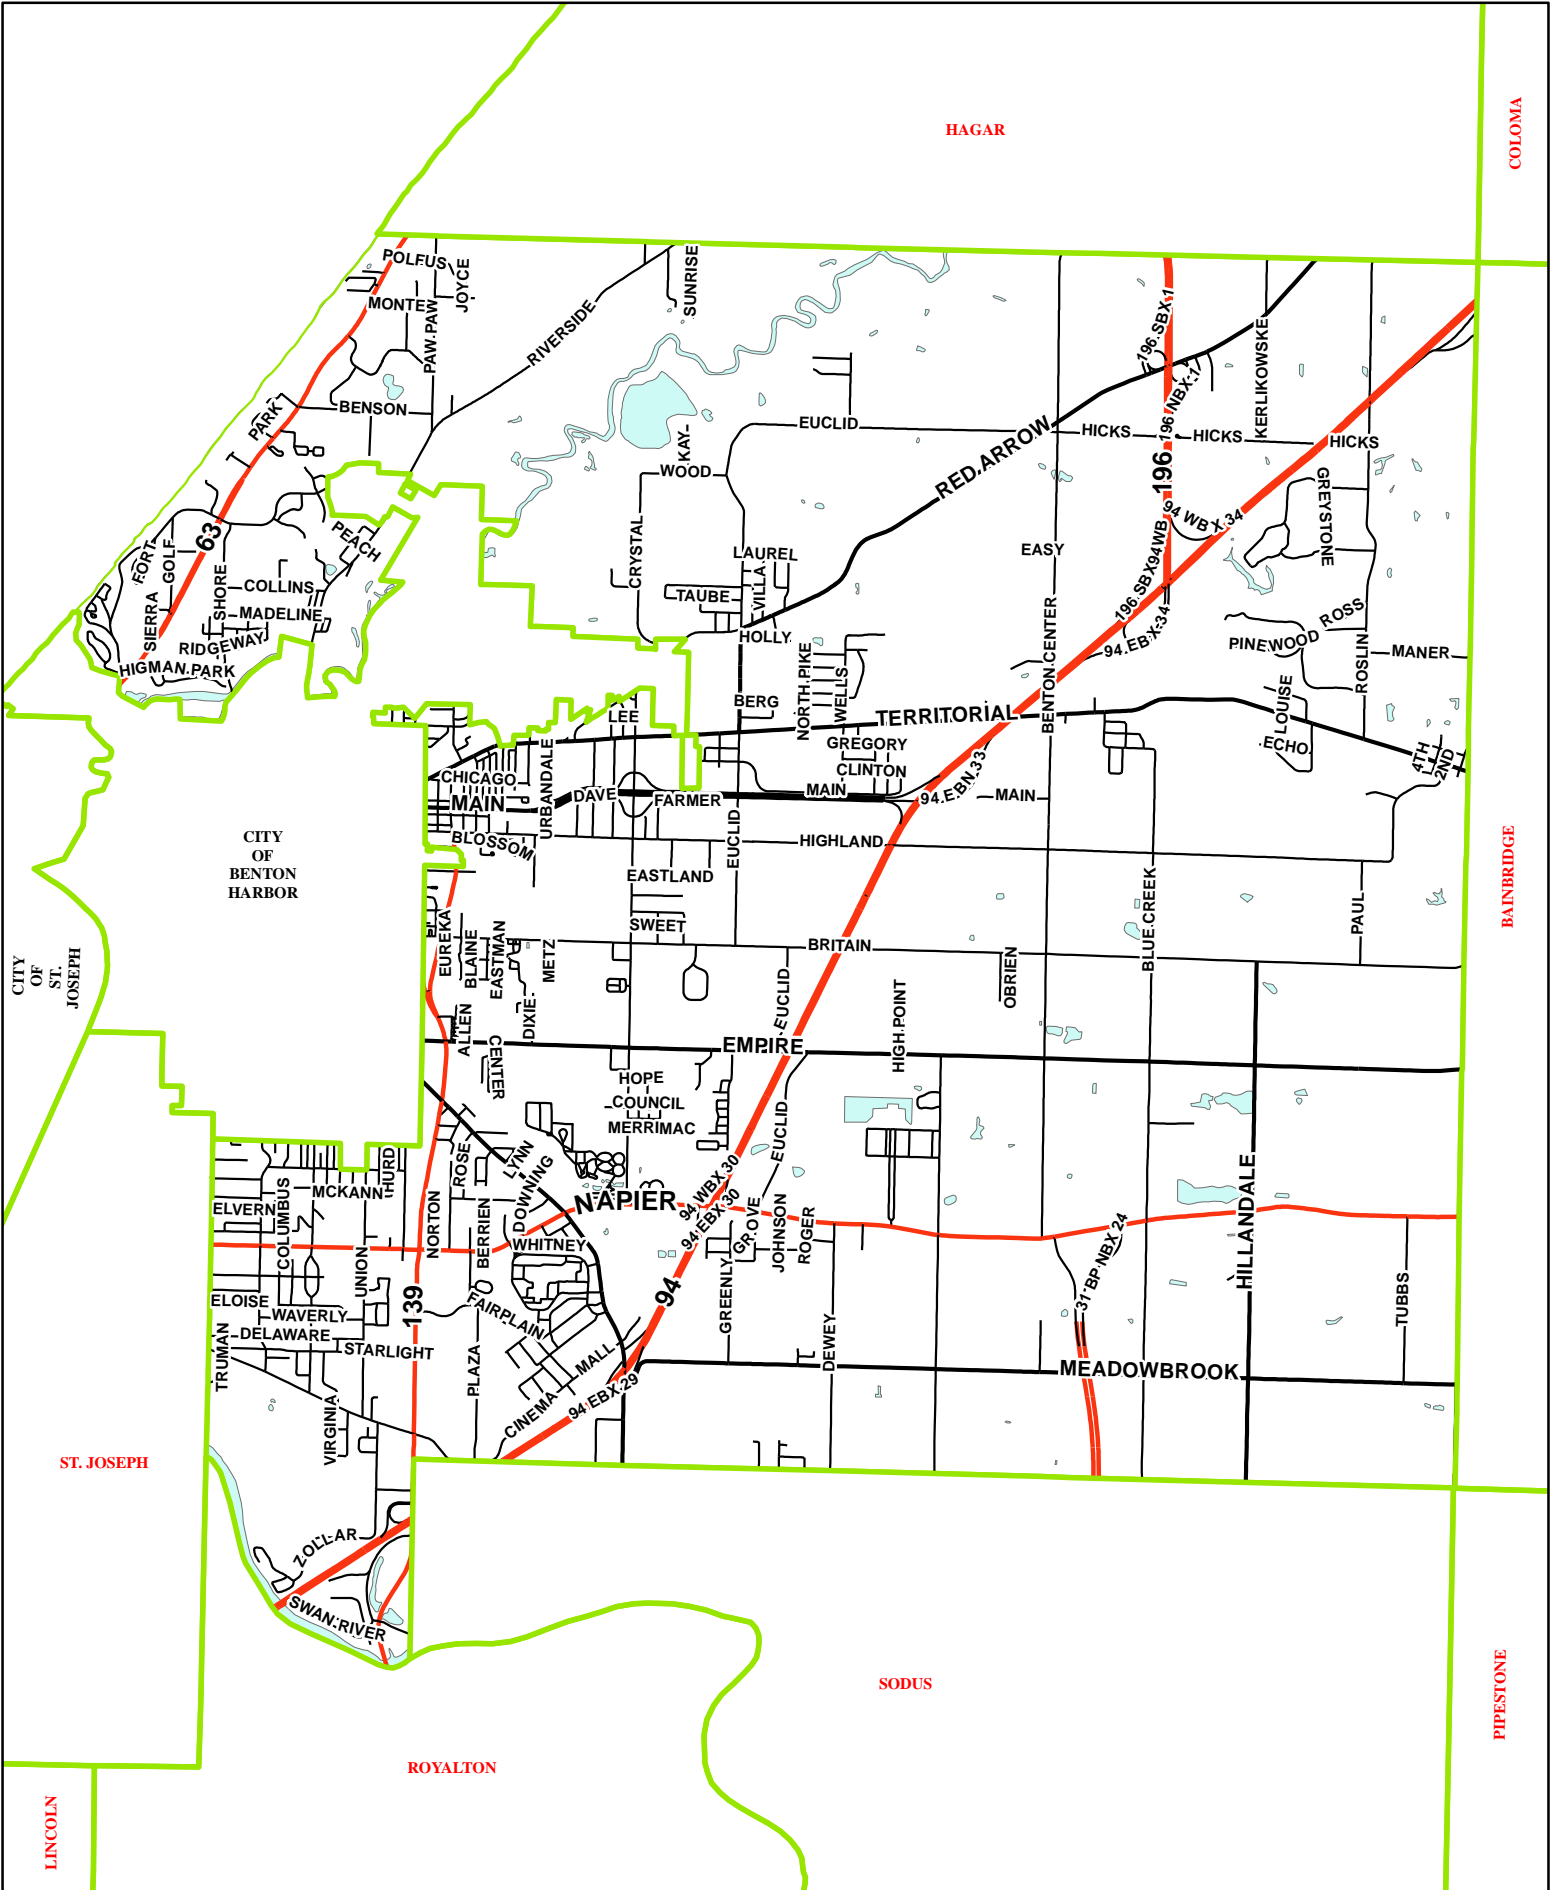 HAGAR
COLOMA
POLFUS
JOYCE
MONTE
PAW PAW
SUNRISE
RIVERSIDE
196 SBX 1
196 NBX 1
KERLIKOWSKE
BENSON
PARK
EUCLID
KAY
WOOD
RED ARROW
HICKS
HICKS
HICKS
196
94 WB X 34
GREYSTONE
63
PEACH
FORT
GOLF
SHORE
COLLINS
MADELINE
SIERRA
RIDGEWAY
HIGMAN PARK
CRYSTAL
LAUREL
VILLA
TAUBE
HOLLY
EASY
196 SBX94WB
94 EBX 34
PINEWOOD
ROSS
ROSLIN
MANER
BENTON CENTER
NORTH PIKE
WELLIS
BERG
LEE
TERRITORIAL
LOUISE
ECHO
4TH
2ND
GREGORY
CLINTON
MAIN
94 EBN 33
MAIN
CHICAGO
MAIN
URBANDALE
DAVE
FARMER
BLOSSOM
EUCLID
HIGHLAND
EASTLAND
CITY
OF
BENTON
HARBOR
BAINBRIDGE
SWEET
BRITAIN
BLUE CREEK
PAUL
EUREKA
BLAINE
EASTMAN
METZ
OBRIEN
CITY
OF
ST.
JOSEPH
ALLEN
DIXIE
EUCLID
HIGH POINT
CENTER
EMPIRE
HOPE
COUNCIL
MERRIMAC
EUCLID
HURD
MCKANN
ROSE
LYNN
DOWNING
ELVERN
COLUMBUS
NAPIER
94 WBX 30
94 EBX 30
GROVE
JOHNSON
ROGER
HILLANDALE
UNION
NORTON
BERRIEN
WHITNEY
31 BP NBX 24
TUBBS
ELOISE
WAVERLY
DELAWARE
STARLIGHT
139
FAIRPLAIN
94
GREENLY
TRUMAN
PLAZA
MALL
DEWEY
MEADOWBROOK
VIRGINIA
CINEMA
94 EBX 29
ST. JOSEPH
ZOLLAR
SWAN RIVER
SODUS
PIPESTONE
ROYALTON
LINCOLN